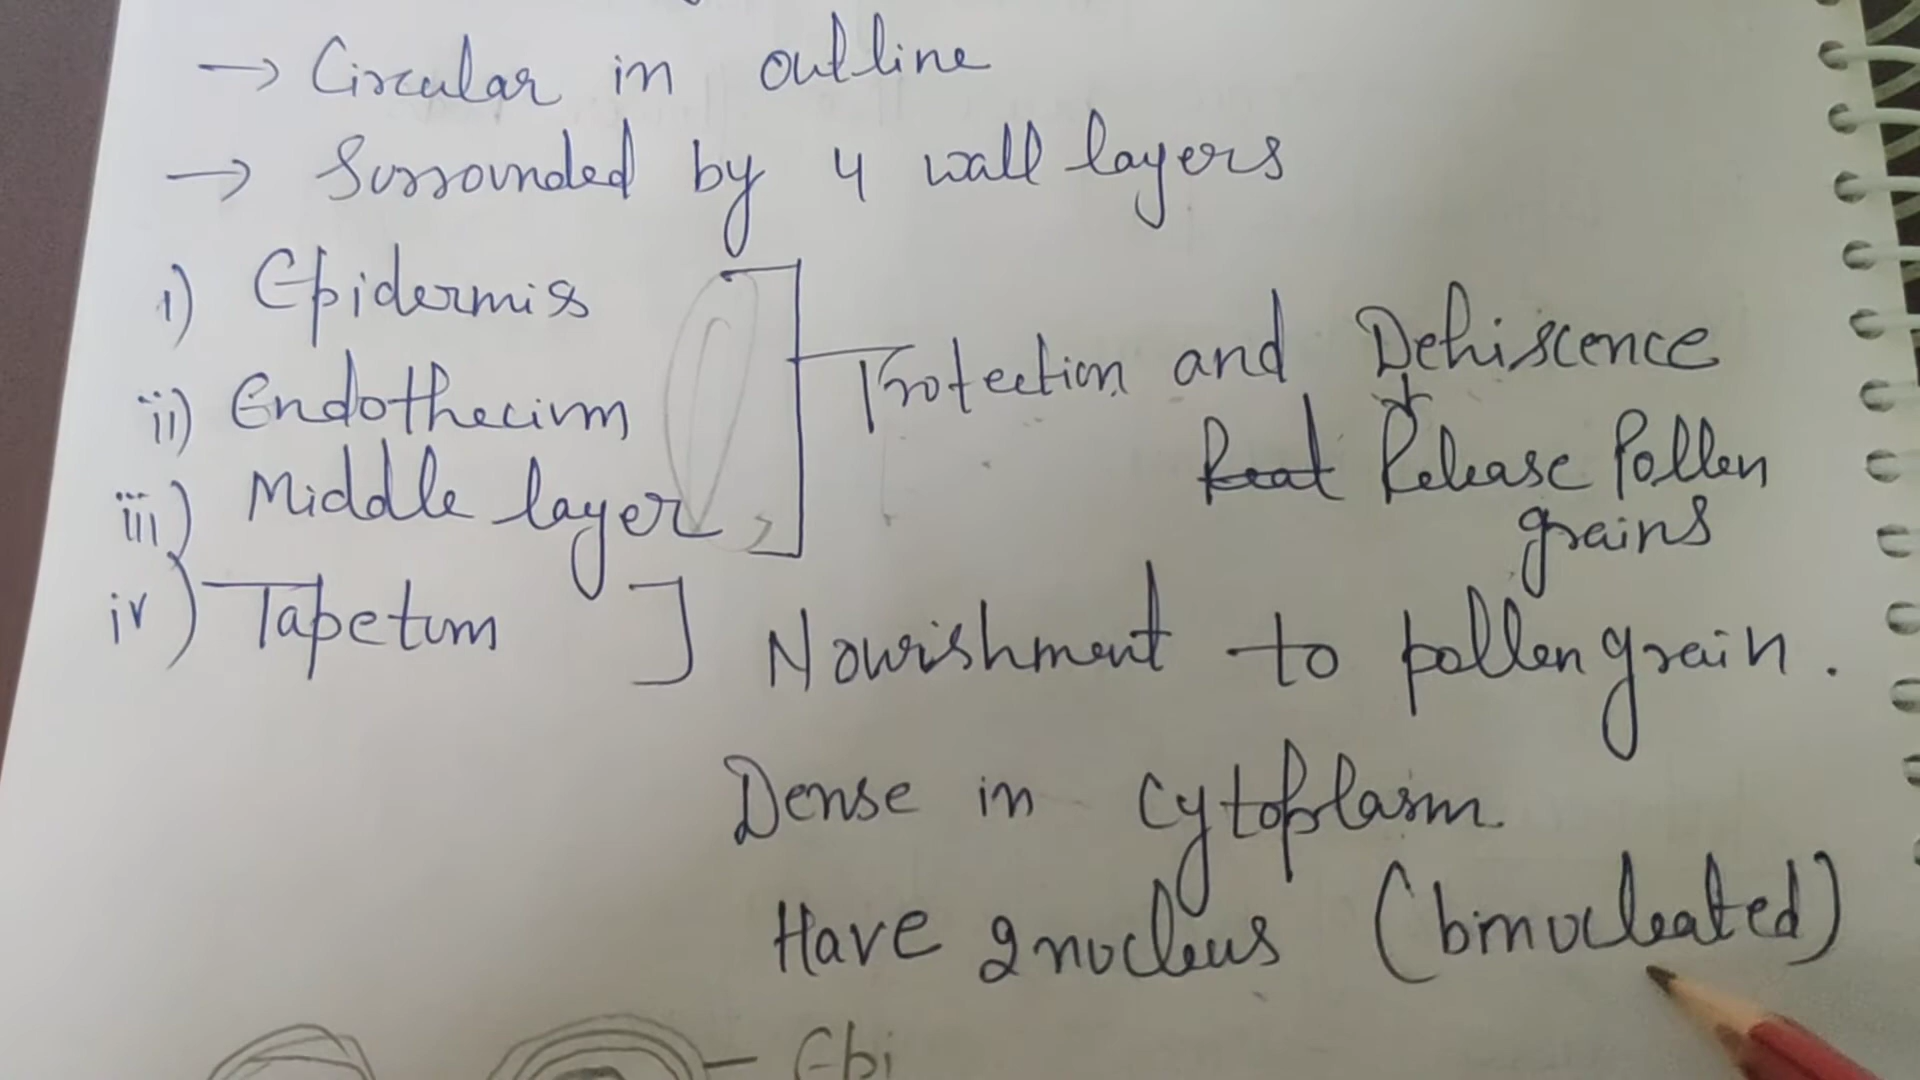 → Circular in outline
→ Surrounded by 4 wall layers
i) Epidermis
ii) Endothecium
Protection and Dehiscence
Release Pollen
grains
iii) Middle layer
iv) Tapetum ] Nourishment to pollen grain.
Dense in cytoplasm
Have 2 nucleus (binucleated)
Epi